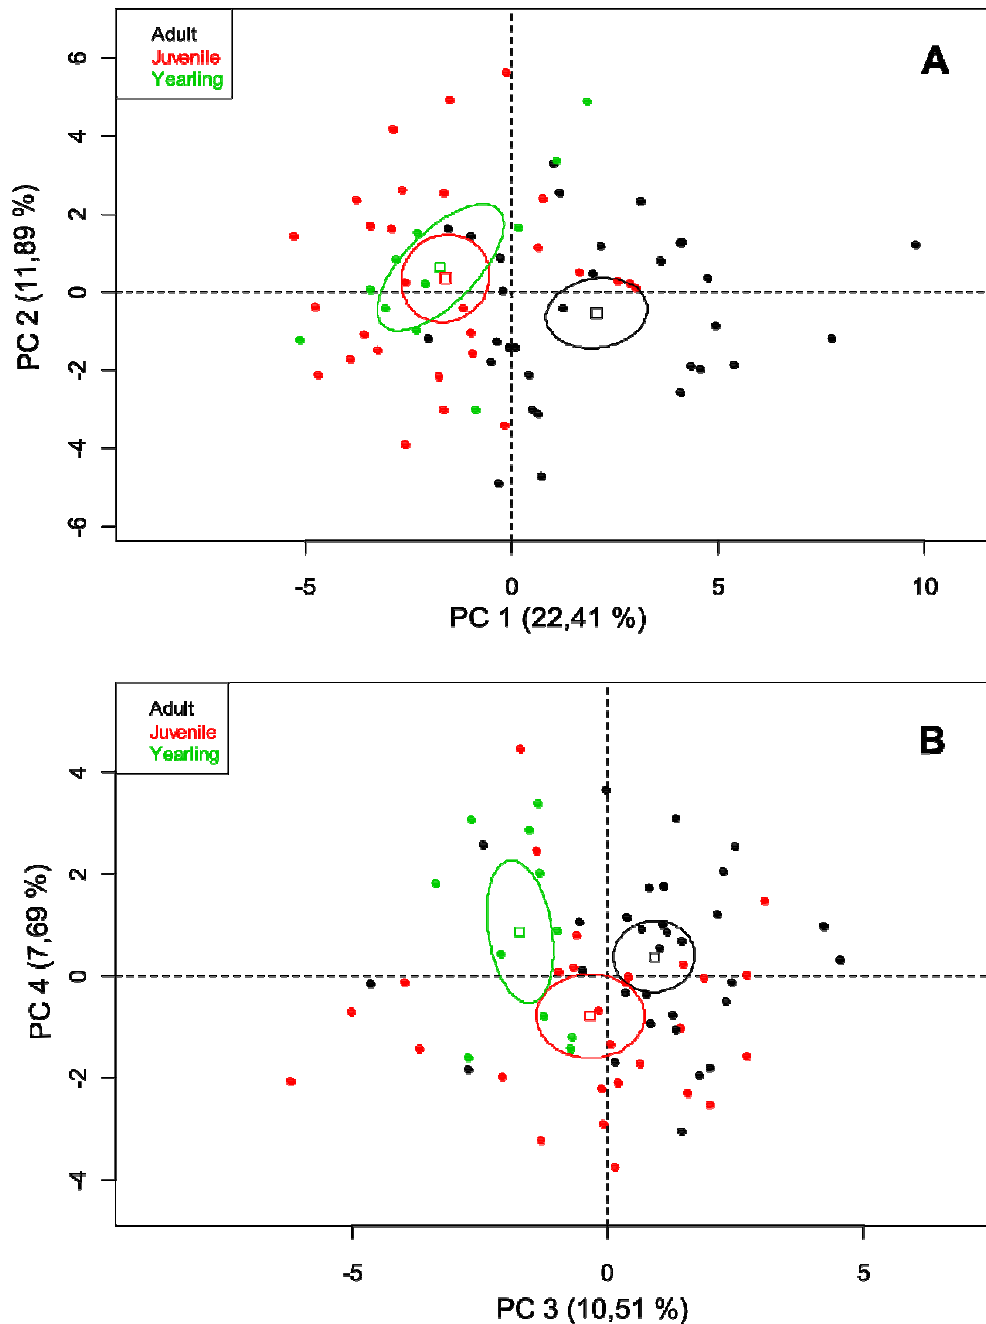 Adult
Juvenile
Yearling
A
6
4
2
0
-2
-4
-6
PC 2 (11,89 %)
-5 0 5 10
PC 1 (22,41 %)
Adult
Juvenile
Yearling
B
4
2
0
-2
-4
PC 4 (7,69 %)
-5 0 5
PC 3 (10,51 %)